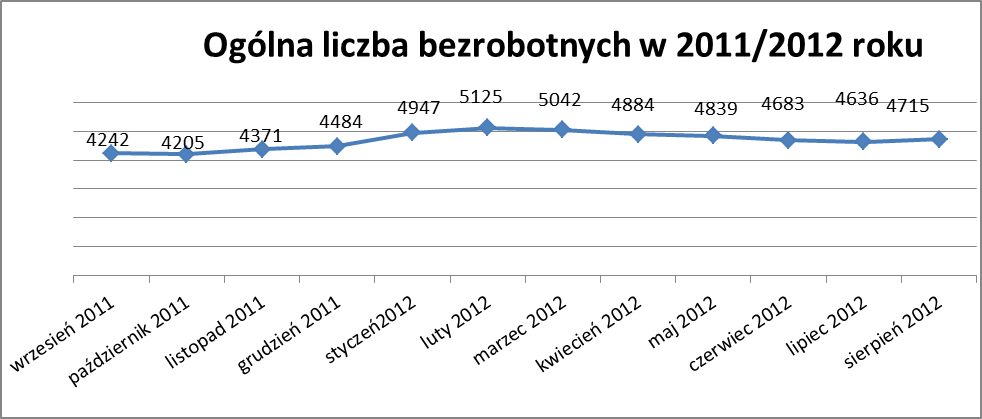 Ogólna liczba bezrobotnych w 2011/2012 roku
4242
4205
4371
4484
4947
5125
5042
4884
4839
4683
4636
4715
wrzesień 2011
październik 2011
listopad 2011
grudzień 2011
styczeń2012
luty 2012
marzec 2012
kwiecień 2012
maj 2012
czerwiec 2012
lipiec 2012
sierpień 2012